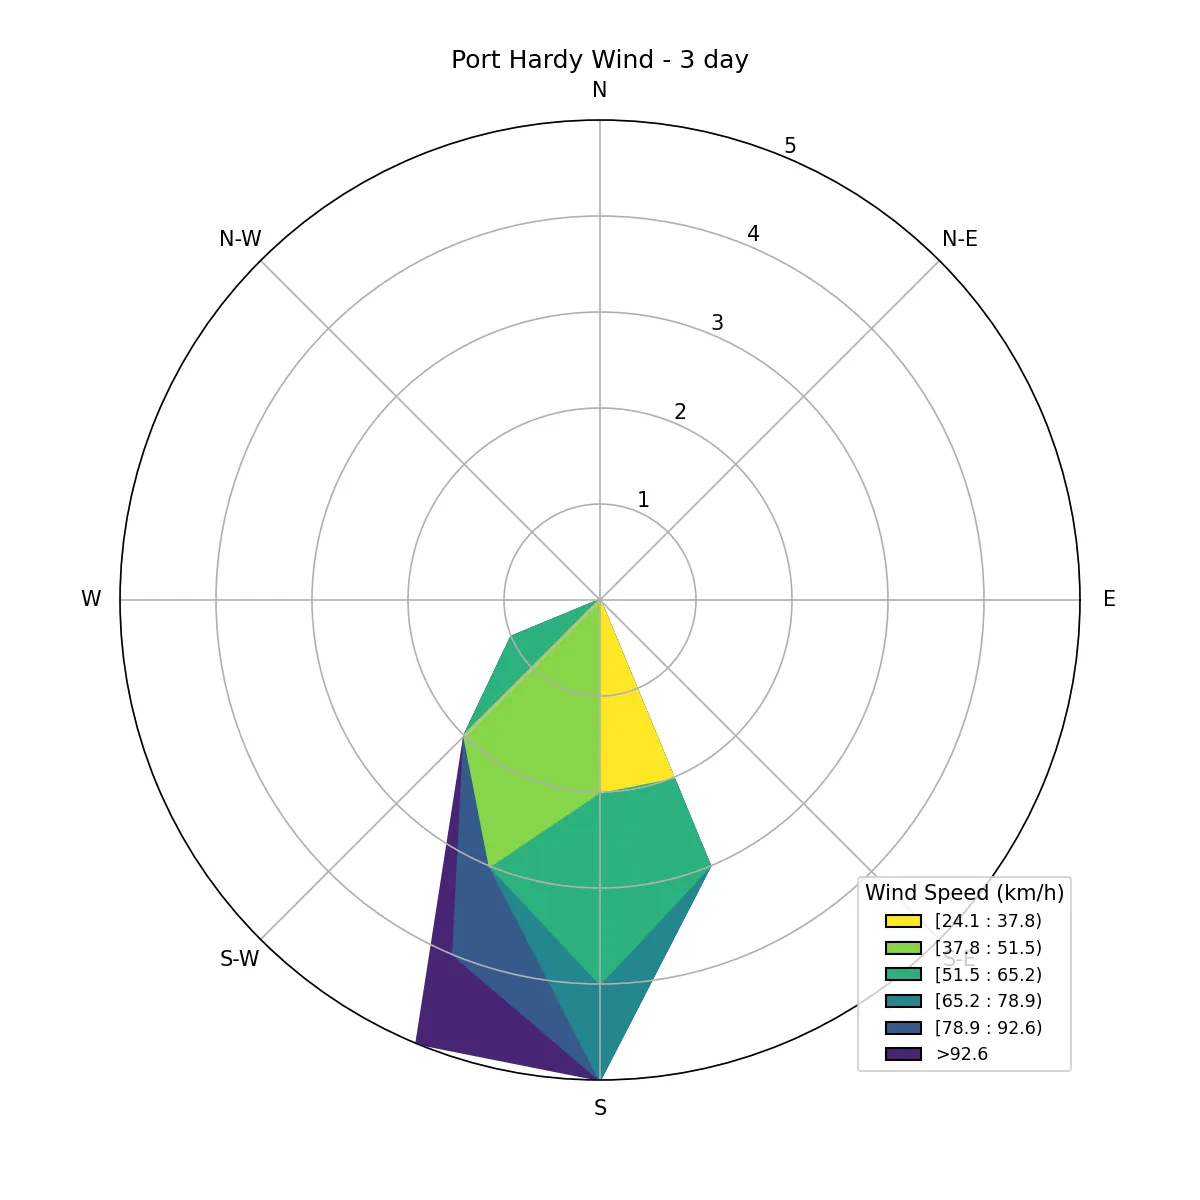 Port Hardy Wind - 3 day
N
5
N-W
4
N-E
3
2
1
W
E
S-W
S-E
Wind Speed (km/h)
[24.1 : 37.8)
[37.8 : 51.5)
[51.5 : 65.2)
[65.2 : 78.9)
[78.9 : 92.6)
>92.6
S